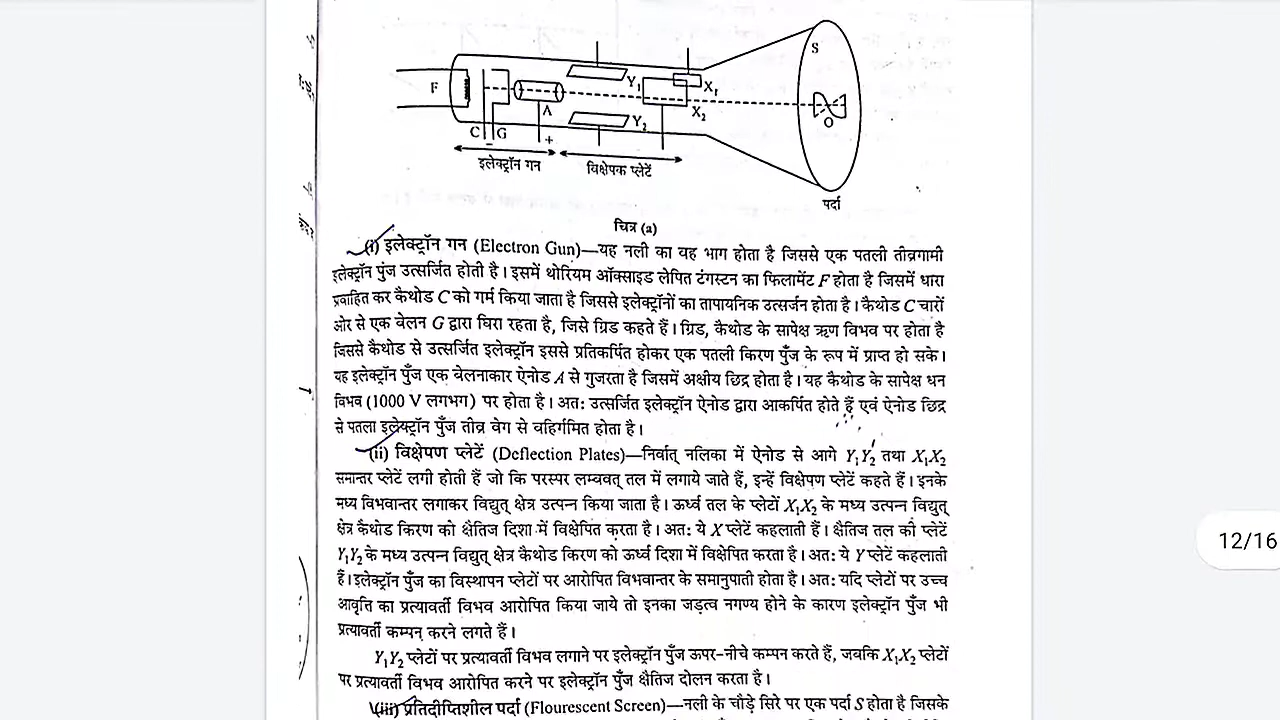 F
C
G
A
+
Y₁
Y₂
X₁
X₂
S
O
इलेक्ट्रॉन गन
विक्षेपक प्लेटें
पर्दा
चित्र (a)
(i) इलेक्ट्रॉन गन (Electron Gun)—यह नली का वह भाग होता है जिससे एक पतली तीव्रगामी
इलेक्ट्रॉन पुंज उत्सर्जित होती है। इसमें थोरियम ऑक्साइड लेपित टंगस्टन का फिलामेंट F होता है जिसमें धारा
प्रवाहित कर कैथोड C को गर्म किया जाता है जिससे इलेक्ट्रॉनों का तापायनिक उत्सर्जन होता है। कैथोड C चारों
ओर से एक वेलन G द्वारा घिरा रहता है, जिसे ग्रिड कहते हैं। ग्रिड, कैथोड के सापेक्ष ऋण विभव पर होता है
जिससे कैथोड से उत्सर्जित इलेक्ट्रॉन इससे प्रतिकर्षित होकर एक पतली किरण पुँज के रूप में प्राप्त हो सके।
यह इलेक्ट्रॉन पुँज एक वेलनाकार ऐनोड A से गुजरता है जिसमें अक्षीय छिद्र होता है। यह कैथोड के सापेक्ष धन
विभव (1000 V लगभग) पर होता है। अतः उत्सर्जित इलेक्ट्रॉन ऐनोड द्वारा आकर्षित होते हैं एवं ऐनोड छिद्र
से पतला इलेक्ट्रॉन पुँज तीव्र वेग से वहिर्गमित होता है।
(ii) विक्षेपण प्लेटें (Deflection Plates)—निर्वात् नलिका में ऐनोड से आगे Y₁Y₂ तथा X₁X₂
समान्तर प्लेटें लगी होती हैं जो कि परस्पर लम्ववत् तल में लगाये जाते हैं, इन्हें विक्षेपण प्लेटें कहते हैं। इनके
मध्य विभवान्तर लगाकर विद्युत् क्षेत्र उत्पन्न किया जाता है। ऊर्ध्व तल के प्लेटों X₁X₂ के मध्य उत्पन्न विद्युत्
क्षेत्र कैथोड किरण को क्षैतिज दिशा में विक्षेपित करता है। अतः ये X प्लेटें कहलाती हैं। क्षैतिज तल की प्लेटें
Y₁Y₂ के मध्य उत्पन्न विद्युत् क्षेत्र कैथोड किरण को ऊर्ध्व दिशा में विक्षेपित करता है। अतः ये Y प्लेटें कहलाती
हैं। इलेक्ट्रॉन पुँज का विस्थापन प्लेटों पर आरोपित विभवान्तर के समानुपाती होता है। अतः यदि प्लेटों पर उच्च
आवृत्ति का प्रत्यावर्ती विभव आरोपित किया जाये तो इनका जड़त्व नगण्य होने के कारण इलेक्ट्रॉन पुँज भी
प्रत्यावर्ती कम्पन् करने लगते हैं।
Y₁Y₂ प्लेटों पर प्रत्यावर्ती विभव लगाने पर इलेक्ट्रॉन पुँज ऊपर-नीचे कम्पन करते हैं, जबकि X₁X₂ प्लेटों
पर प्रत्यावर्ती विभव आरोपित करने पर इलेक्ट्रॉन पुँज क्षैतिज दोलन करता है।
(iii) प्रतिदीप्तिशील पर्दा (Flourescent Screen)—नली के चौड़े सिरे पर एक पर्दा S होता है जिसके
12/16